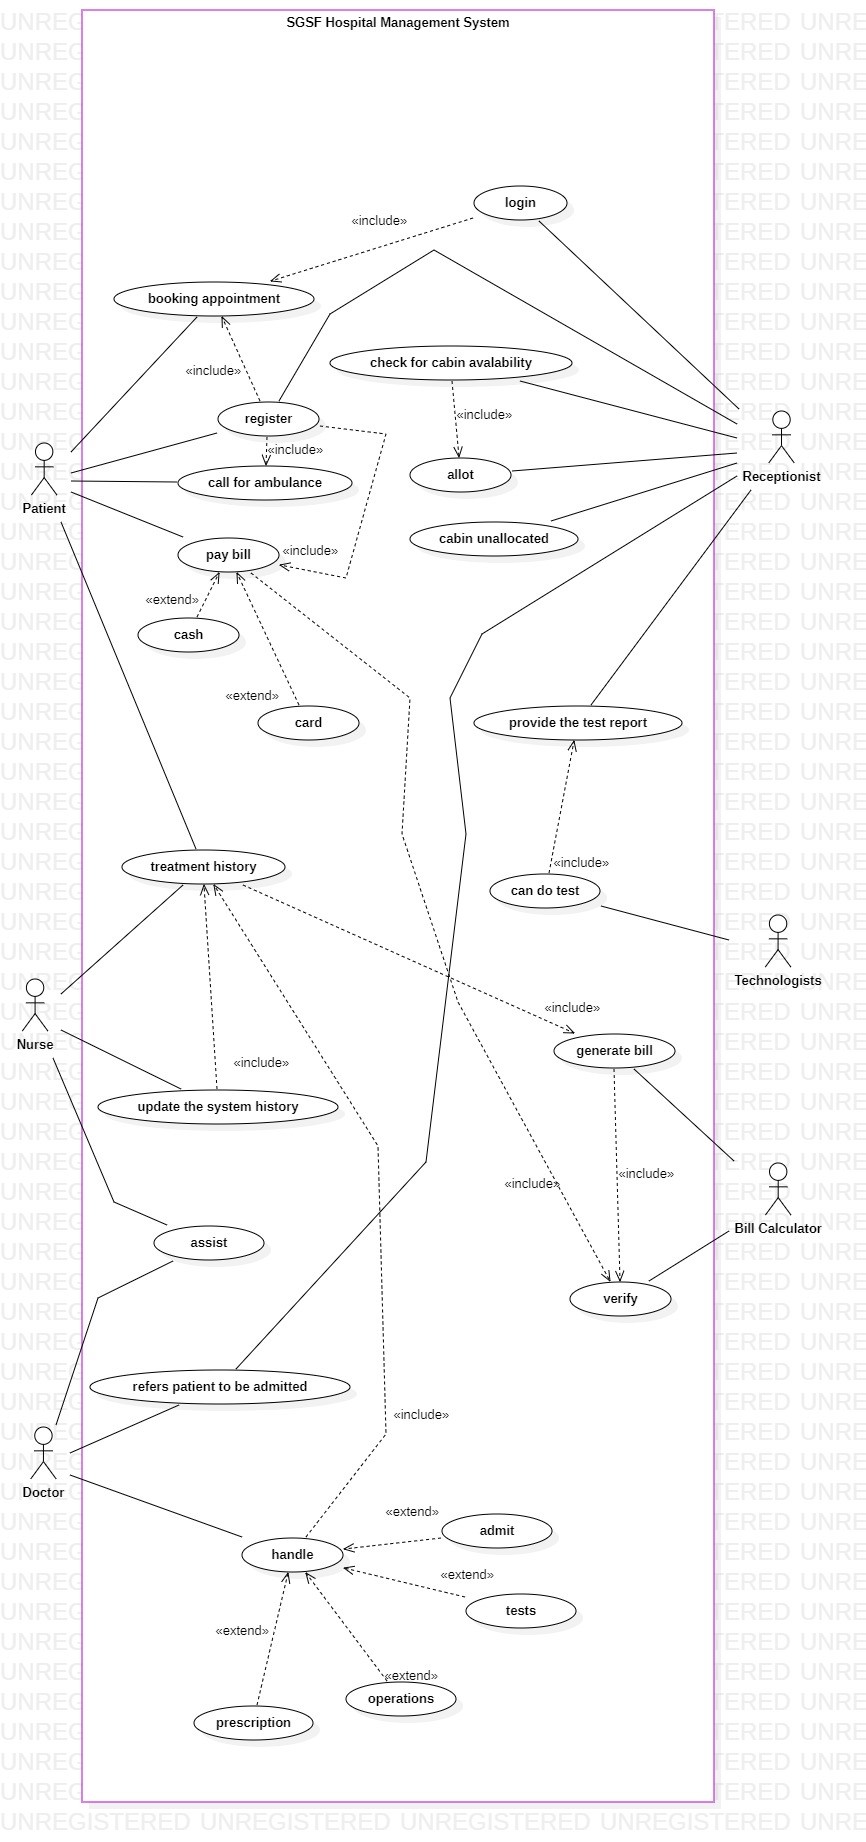 SGSF Hospital Management System
login
«include»
booking appointment
check for cabin avalability
«include»
«include»
register
«include»
Patient
call for ambulance
allot
Receptionist
cabin unallocated
pay bill
«include»
«extend»
cash
«extend»
card
provide the test report
treatment history
«include»
can do test
Technologists
Nurse
«include»
generate bill
«include»
update the system history
«include»
«include»
Bill Calculator
assist
verify
refers patient to be admitted
«include»
Doctor
«extend»
admit
handle
«extend»
tests
«extend»
«extend»
operations
prescription
UNREGISTERED UNREGISTERED UNREGISTERED UNREGISTERED UNRE